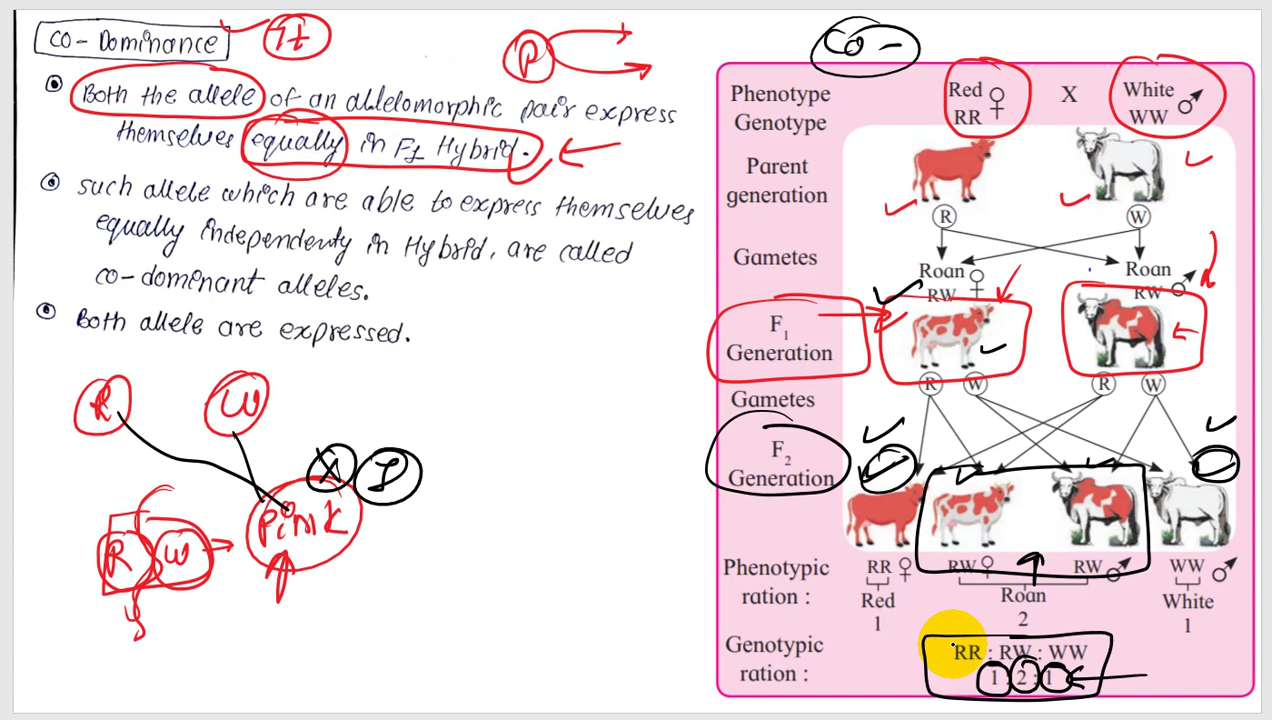 CO-Dominance
It
P
CO-
Both the allele of an allelomorphic pair express
themselves equally in F1 Hybrid.
such allele which are able to express themselves
equally independenty in Hybrid, are called
co-dominant alleles.
Both allele are expressed.
R W
X I
Pink
R W
Phenotype Red ♀ X White ♂
Genotype RR WW
Parent
generation
R W
Gametes
Roan ♀ Roan ♂
RW RW
F1
Generation
R W R W
Gametes
F2
Generation
Phenotypic RR ♀ RW ♀ RW ♂ WW ♂
ration : Red Roan White
1 2 1
Genotypic RR : RW : WW
ration : 1 : 2 : 1